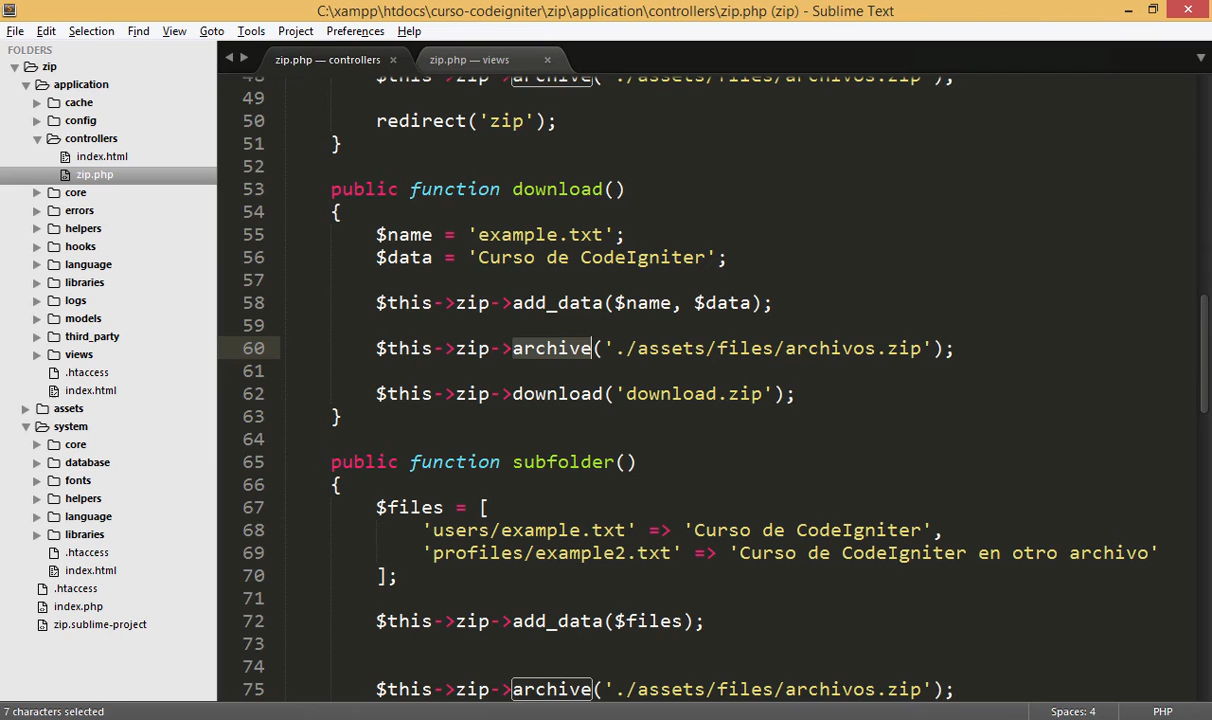 C:\xampp\htdocs\curso-codeigniter\zip\application\controllers\zip.php (zip) - Sublime Text
File Edit Selection Find View Goto Tools Project Preferences Help
FOLDERS
zip
application
cache
config
controllers
index.html
zip.php
core
errors
helpers
hooks
language
libraries
logs
models
third_party
views
.htaccess
index.html
assets
system
core
database
fonts
helpers
language
libraries
.htaccess
index.html
.htaccess
index.php
zip.sublime-project
zip.php — controllers
zip.php — views
48 $this->zip->archive('./assets/files/archivos.zip');
49
50 redirect('zip');
51 }
52
53 public function download()
54 {
55 $name = 'example.txt';
56 $data = 'Curso de CodeIgniter';
57
58 $this->zip->add_data($name, $data);
59
60 $this->zip->archive('./assets/files/archivos.zip');
61
62 $this->zip->download('download.zip');
63 }
64
65 public function subfolder()
66 {
67 $files = [
68 'users/example.txt' => 'Curso de CodeIgniter',
69 'profiles/example2.txt' => 'Curso de CodeIgniter en otro archivo'
70 ];
71
72 $this->zip->add_data($files);
73
74
75 $this->zip->archive('./assets/files/archivos.zip');
7 characters selected
Spaces: 4
PHP